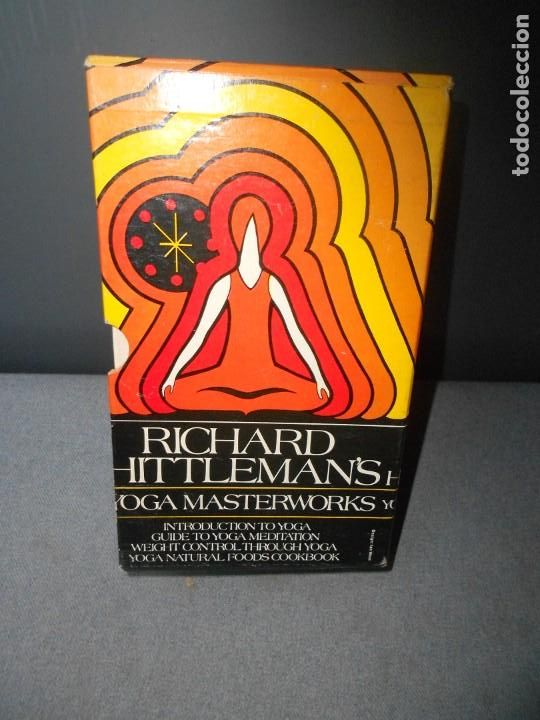 RICHARD
HITTLEMAN'S H
YOGA MASTERWORKS YO
INTRODUCTION TO YOGA
GUIDE TO YOGA MEDITATION
WEIGHT CONTROL THROUGH YOGA
YOGA NATURAL FOODS COOKBOOK
todocoleccion